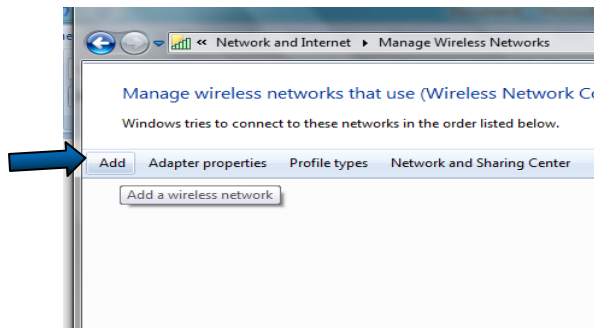 « Network and Internet ▸ Manage Wireless Networks
Manage wireless networks that use (Wireless Network
Windows tries to connect to these networks in the order listed below.
Add Adapter properties Profile types Network and Sharing Center
Add a wireless network